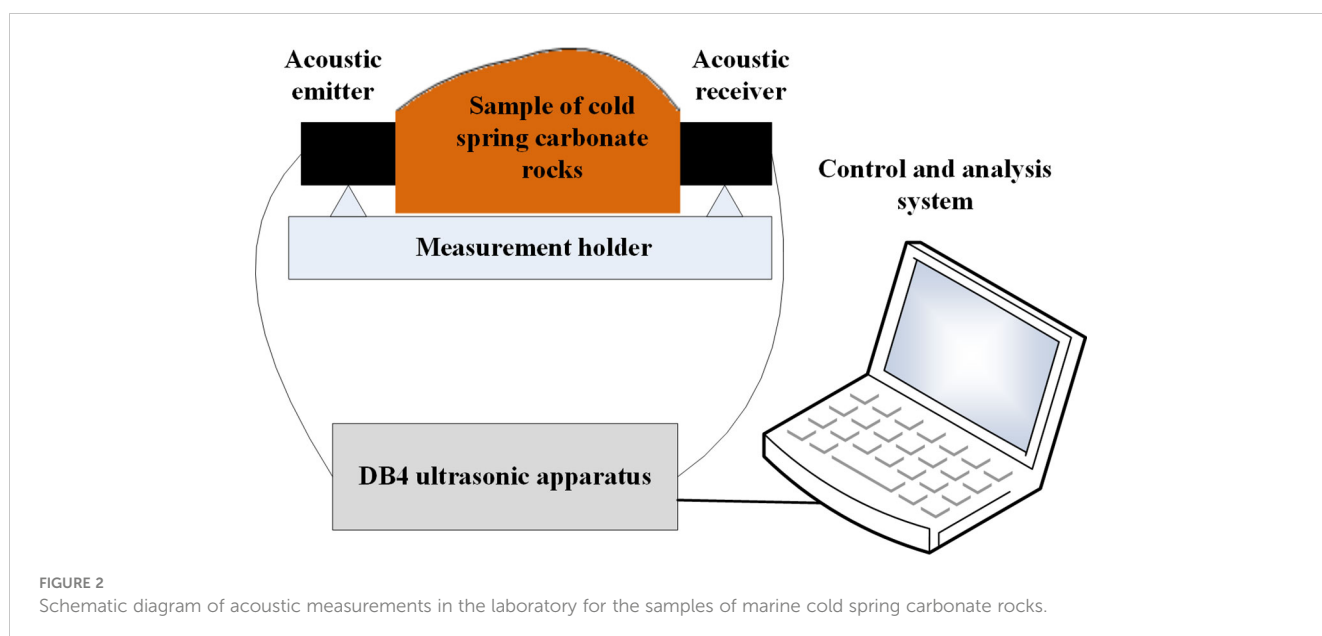 Acoustic
emitter
Acoustic
receiver
Sample of cold
spring carbonate
rocks
Control and analysis
system
Measurement holder
DB4 ultrasonic apparatus
FIGURE 2
Schematic diagram of acoustic measurements in the laboratory for the samples of marine cold spring carbonate rocks.